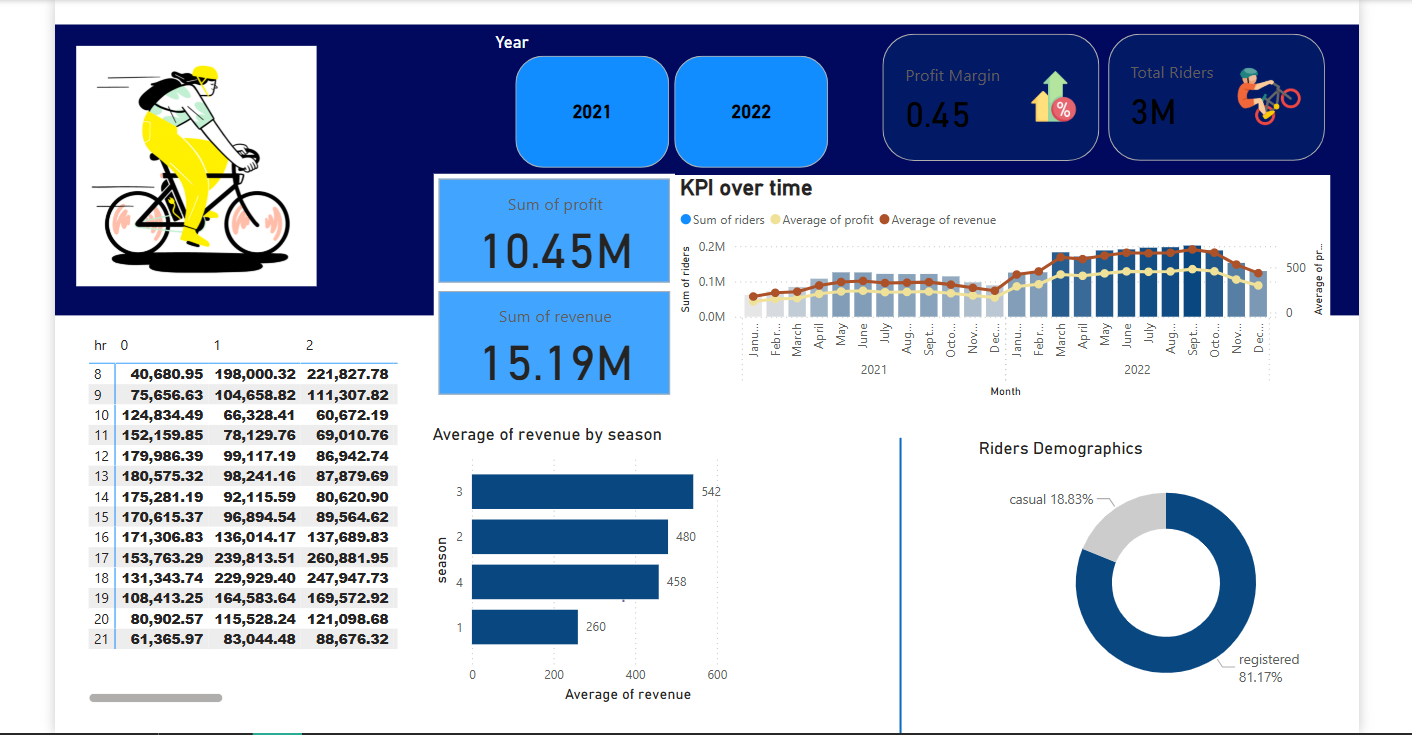 Year
2021
2022
Profit Margin
0.45
%
Total Riders
3M
Sum of profit
10.45M
Sum of revenue
15.19M
KPI over time
Sum of riders Average of profit Average of revenue
Sum of riders
0.2M
0.1M
0.0M
500
0
Average of pr...
Janu...
Febr...
March
April
May
June
July
Aug...
Sept...
Octo...
Nov...
Dec...
Janu...
Febr...
March
April
May
June
July
Aug...
Sept...
Octo...
Nov...
Dec...
2021 2022
Month
hr 0 1 2
8 40,680.95 198,000.32 221,827.78
9 75,656.63 104,658.82 111,307.82
10 124,834.49 66,328.41 60,672.19
11 152,159.85 78,129.76 69,010.76
12 179,986.39 99,117.19 86,942.74
13 180,575.32 98,241.16 87,879.69
14 175,281.19 92,115.59 80,620.90
15 170,615.37 96,894.54 89,564.62
16 171,306.83 136,014.17 137,689.83
17 153,763.29 239,813.51 260,881.95
18 131,343.74 229,929.40 247,947.73
19 108,413.25 164,583.64 169,572.92
20 80,902.57 115,528.24 121,098.68
21 61,365.97 83,044.48 88,676.32
Average of revenue by season
season
3 542
2 480
4 458
1 260
0 200 400 600
Average of revenue
Riders Demographics
casual 18.83%
registered
81.17%